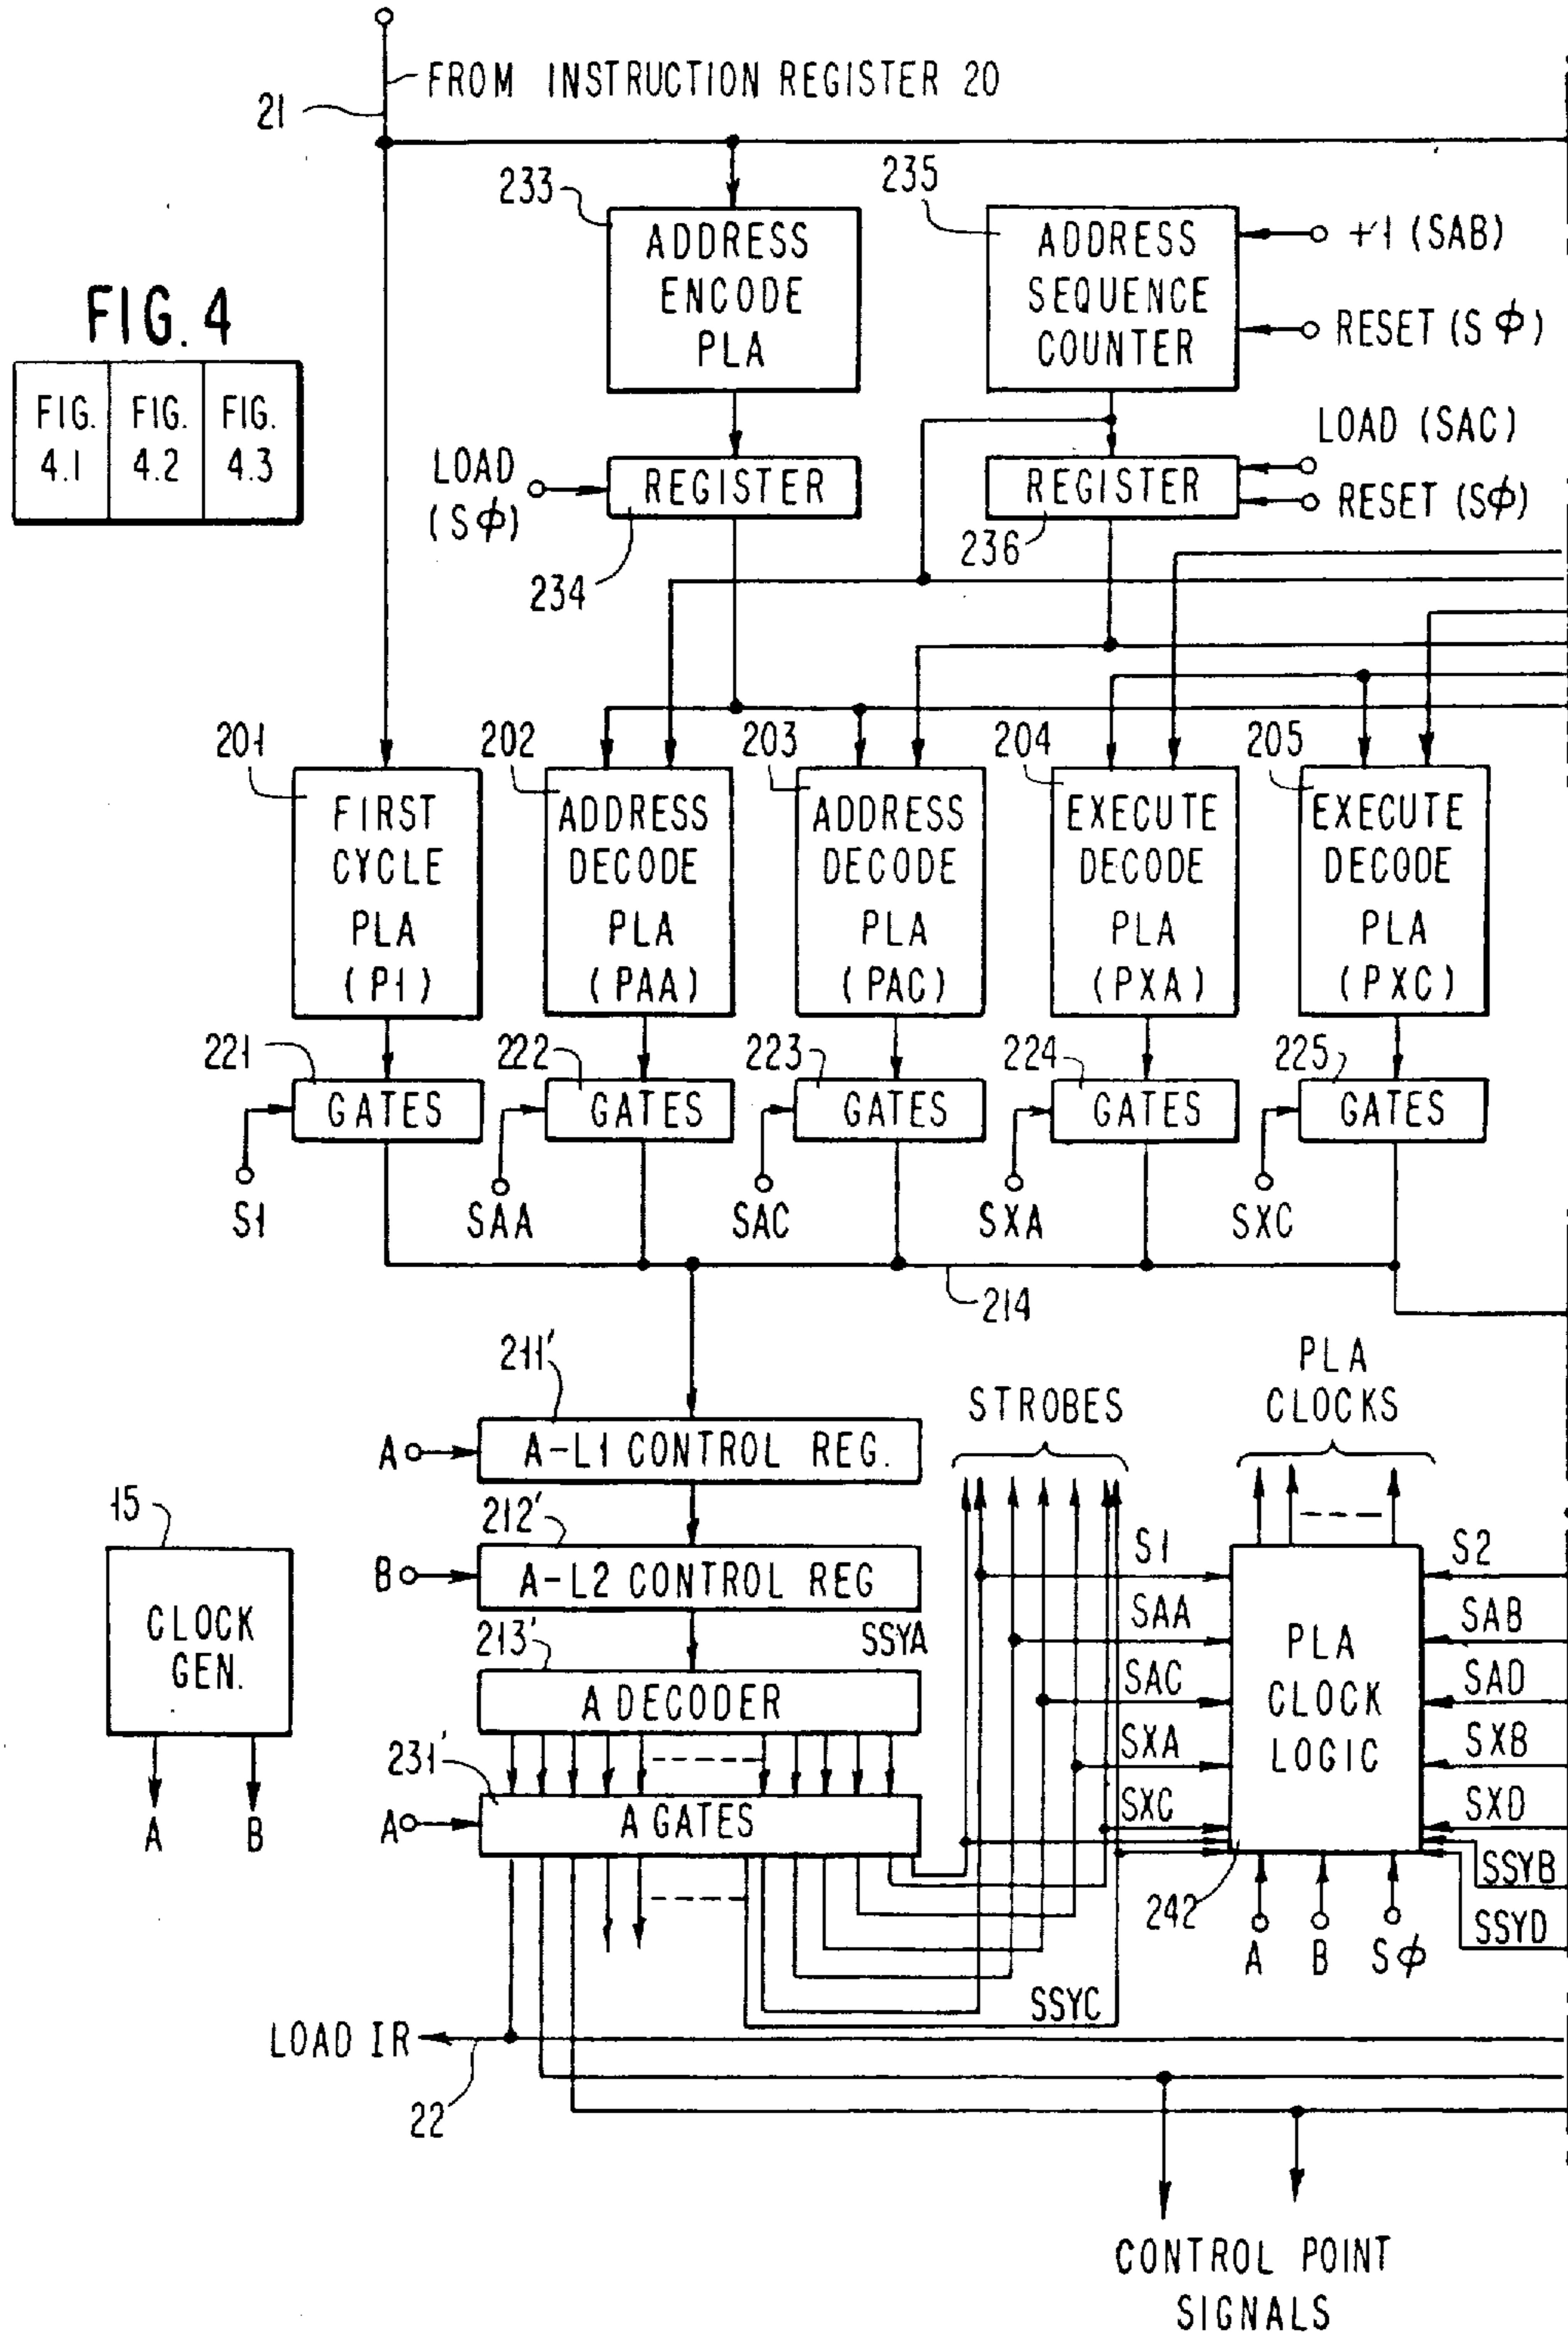 FROM INSTRUCTION REGISTER 20
21
233
235
ADDRESS
ENCODE
PLA
ADDRESS
SEQUENCE
COUNTER
+1 (SAB)
RESET (Sϕ)
FIG. 4
FIG.
4.1
FIG.
4.2
FIG.
4.3
LOAD
(Sϕ)
REGISTER
234
REGISTER
236
LOAD (SAC)
RESET (Sϕ)
201
202
203
204
205
FIRST
CYCLE
PLA
(P1)
ADDRESS
DECODE
PLA
(PAA)
ADDRESS
DECODE
PLA
(PAC)
EXECUTE
DECODE
PLA
(PXA)
EXECUTE
DECODE
PLA
(PXC)
221
222
223
224
225
GATES
GATES
GATES
GATES
GATES
S1
SAA
SAC
SXA
SXC
214
211'
A
A-L1 CONTROL REG.
212'
B
A-L2 CONTROL REG
213'
SSYA
A DECODER
231'
A
A GATES
15
CLOCK
GEN.
A
B
STROBES
PLA
CLOCKS
S1
SAA
SAC
SXA
SXC
PLA
CLOCK
LOGIC
S2
SAB
SAD
SXB
SXD
SSYB
SSYD
242
A
B
Sϕ
SSYC
LOAD IR
22
CONTROL POINT
SIGNALS